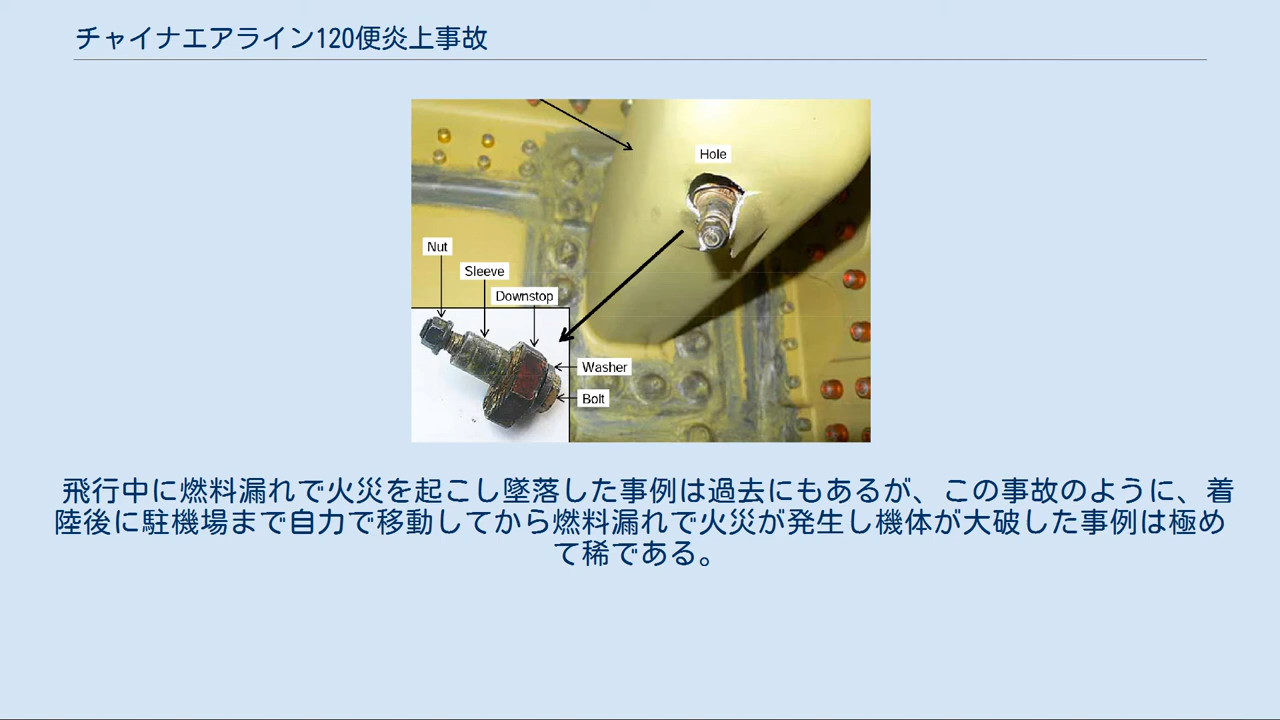 チャイナエアライン120便炎上事故
Hole
Nut
Sleeve
Downstop
Washer
Bolt
飛行中に燃料漏れで火災を起こし墜落した事例は過去にもあるが、この事故のように、着
陸後に駐機場まで自力で移動してから燃料漏れで火災が発生し機体が大破した事例は極め
て稀である。